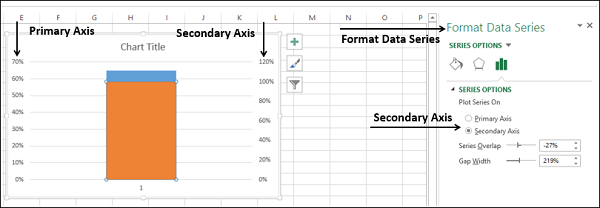 E F G H I J K L M N O P
Primary Axis
Secondary Axis
Format Data Series
Chart Title
70%
60%
50%
40%
30%
20%
10%
0%
120%
100%
80%
60%
40%
20%
0%
1
Format Data Series
SERIES OPTIONS
SERIES OPTIONS
Plot Series On
Primary Axis
Secondary Axis
Secondary Axis
Series Overlap -27%
Gap Width 219%